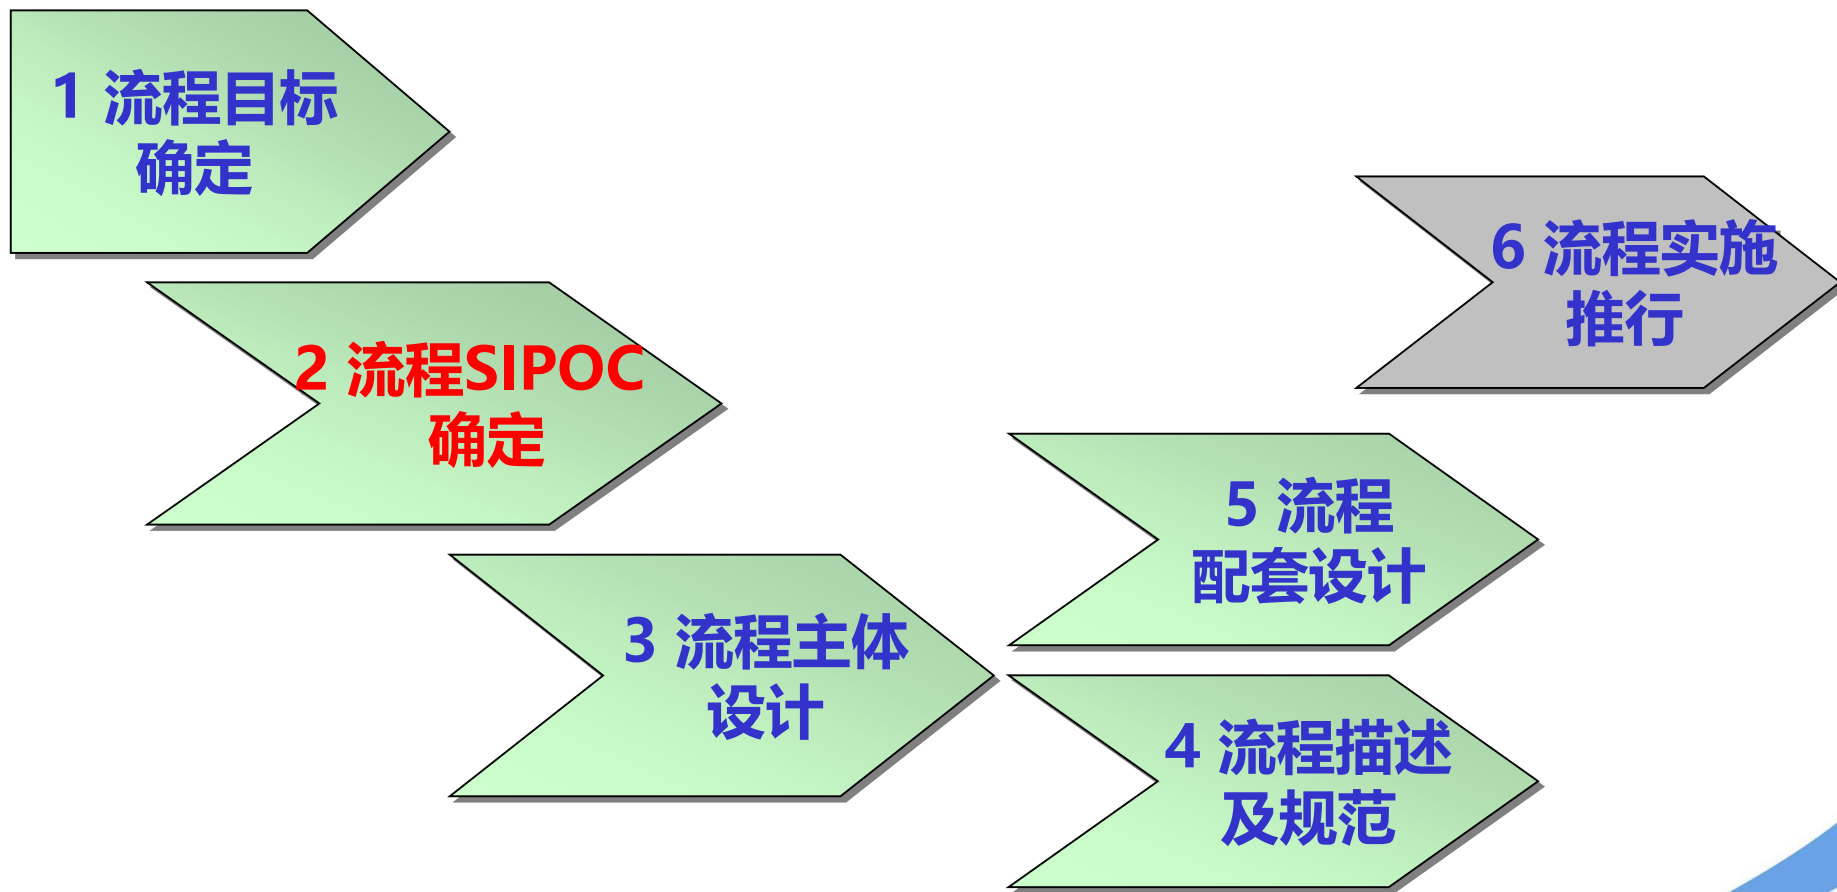 1 流程目标
确定
2 流程SIPOC
确定
3 流程主体
设计
4 流程描述
及规范
5 流程
配套设计
6 流程实施
推行